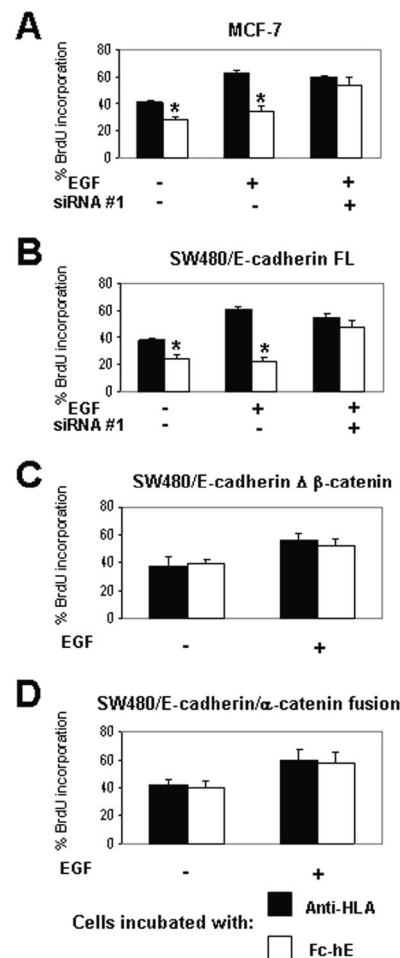 A
MCF-7
% BrdU incorporation
80
60
40
20
0
*
*
EGF - + +
siRNA #1 - - +
B
SW480/E-cadherin FL
% BrdU incorporation
80
60
40
20
0
*
*
EGF - + +
siRNA #1 - - +
C
SW480/E-cadherin Δ β-catenin
% BrdU incorporation
80
60
40
20
0
EGF - +
D
SW480/E-cadherin/α-catenin fusion
% BrdU incorporation
80
60
40
20
0
EGF - +
Cells incubated with:
Anti-HLA
Fc-hE